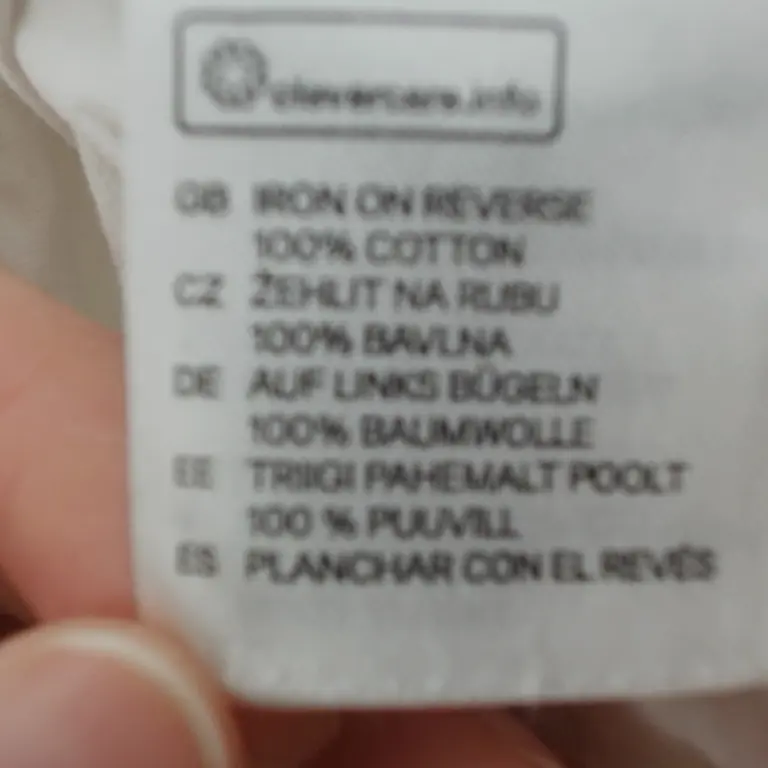 clevercare.info
GB IRON ON REVERSE
100% COTTON
CZ ŽEHLIT NA RUBU
100% BAVLNA
DE AUF LINKS BÜGELN
100% BAUMWOLLE
EE TRIIGI PAHEMALT POOLT
100 % PUUVILL
ES PLANCHAR CON EL REVÉS